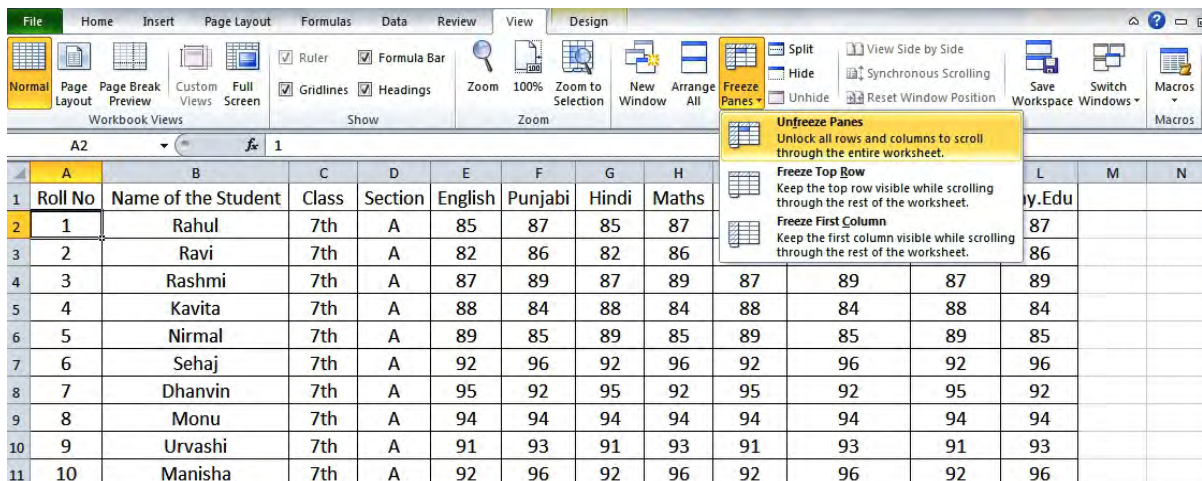 File Home Insert Page Layout Formulas Data Review View Design
Normal Page Layout Page Break Preview Custom Views Full Screen
Workbook Views
Ruler Formula Bar
Gridlines Headings
Show
Zoom 100% Zoom to Selection
Zoom
New Window Arrange All Freeze Panes
Split
Hide
Unhide
View Side by Side
Synchronous Scrolling
Reset Window Position
Save Workspace Switch Windows
Macros
Macros
Unfreeze Panes
Unlock all rows and columns to scroll
through the entire worksheet.
Freeze Top Row
Keep the top row visible while scrolling
through the rest of the worksheet.
Freeze First Column
Keep the first column visible while scrolling
through the rest of the worksheet.
A2 fx 1
A B C D E F G H L M N
1 Roll No Name of the Student Class Section English Punjabi Hindi Maths y.Edu
2 1 Rahul 7th A 85 87 85 87 87
3 2 Ravi 7th A 82 86 82 86 86
4 3 Rashmi 7th A 87 89 87 89 87 89 87 89
5 4 Kavita 7th A 88 84 88 84 88 84 88 84
6 5 Nirmal 7th A 89 85 89 85 89 85 89 85
7 6 Sehaj 7th A 92 96 92 96 92 96 92 96
8 7 Dhanvin 7th A 95 92 95 92 95 92 95 92
9 8 Monu 7th A 94 94 94 94 94 94 94 94
10 9 Urvashi 7th A 91 93 91 93 91 93 91 93
11 10 Manisha 7th A 92 96 92 96 92 96 92 96